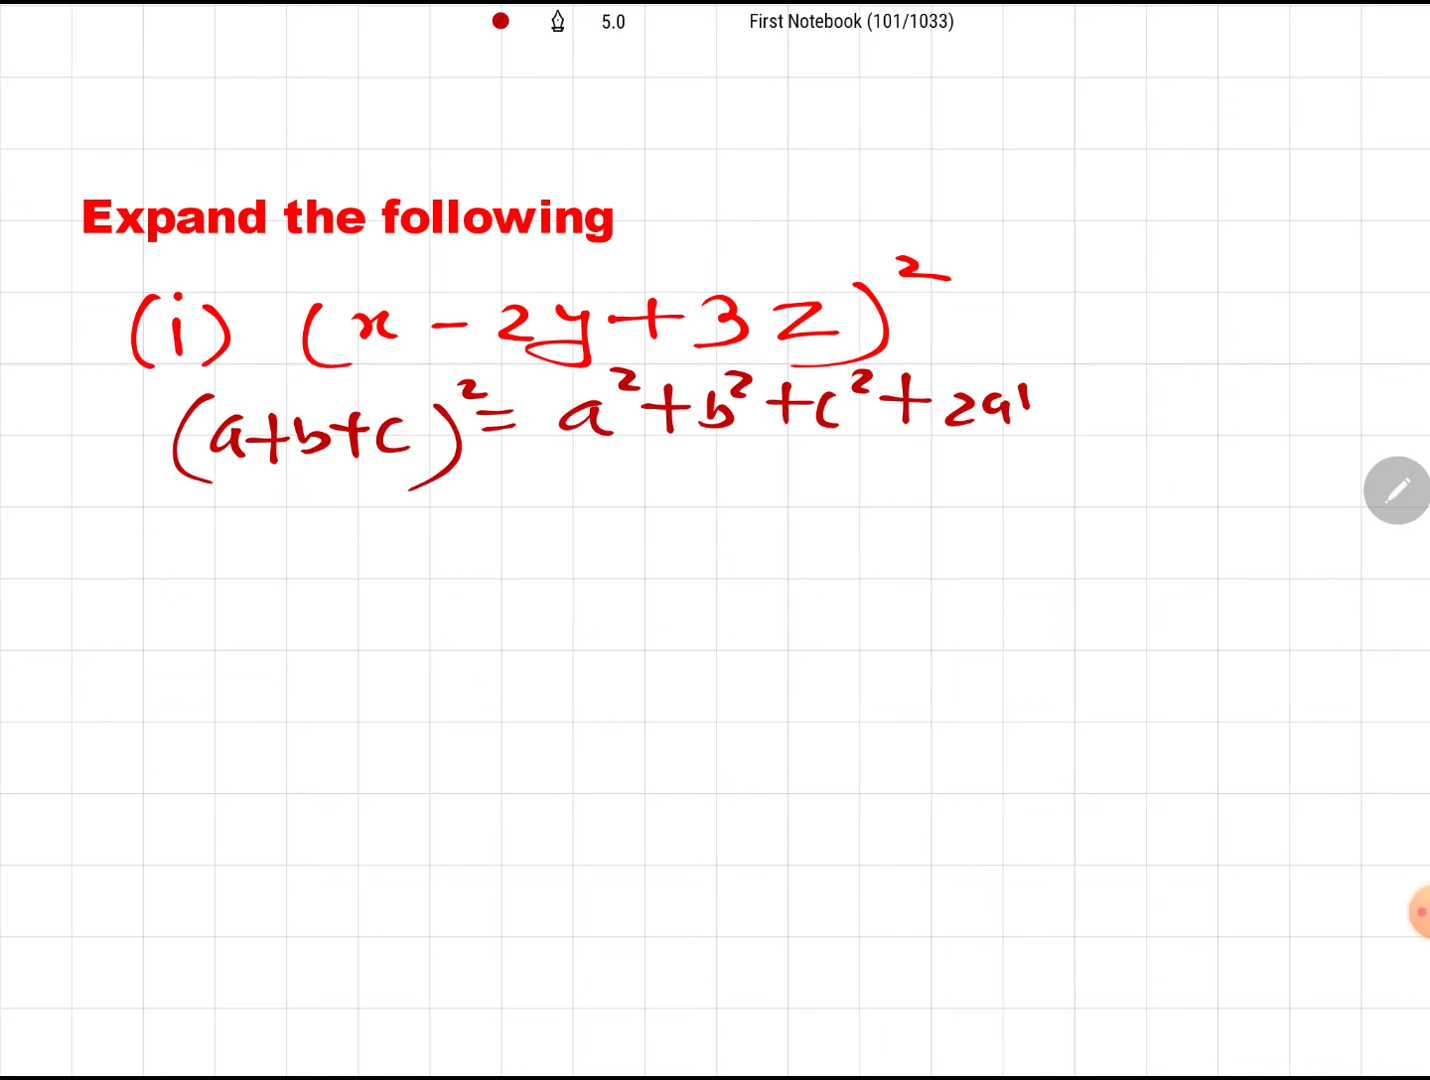 5.0 First Notebook (101/1033)
Expand the following
(i) (x - 2y + 3z)²
(a+b+c)² = a² + b² + c² + 2a